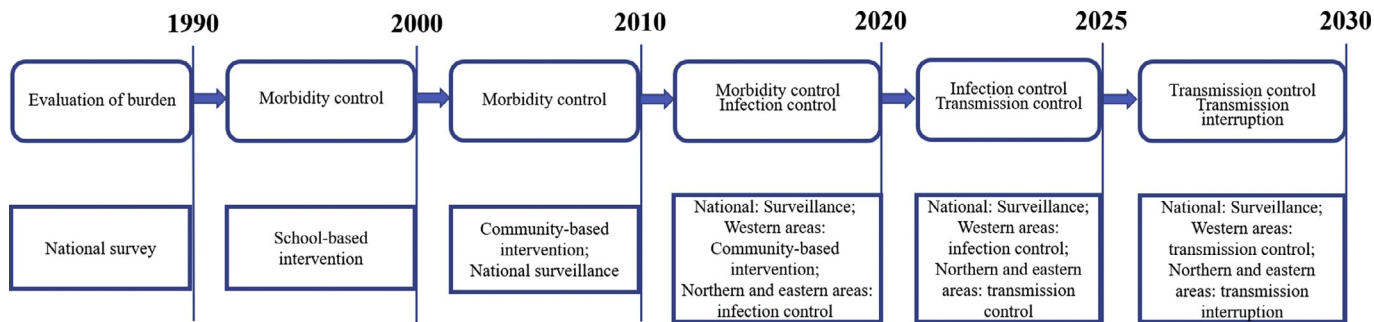 1990
2000
2010
2020
2025
2030
Evaluation of burden
Morbidity control
Morbidity control
Morbidity control
Infection control
Infection control
Transmission control
Transmission control
Transmission
interruption
National survey
School-based
intervention
Community-based
intervention;
National surveillance
National: Surveillance;
Western areas:
Community-based
intervention;
Northern and eastern areas:
infection control
National: Surveillance;
Western areas:
infection control;
Northern and eastern
areas: transmission
control
National: Surveillance;
Western areas:
transmission control;
Northern and eastern
areas: transmission
interruption